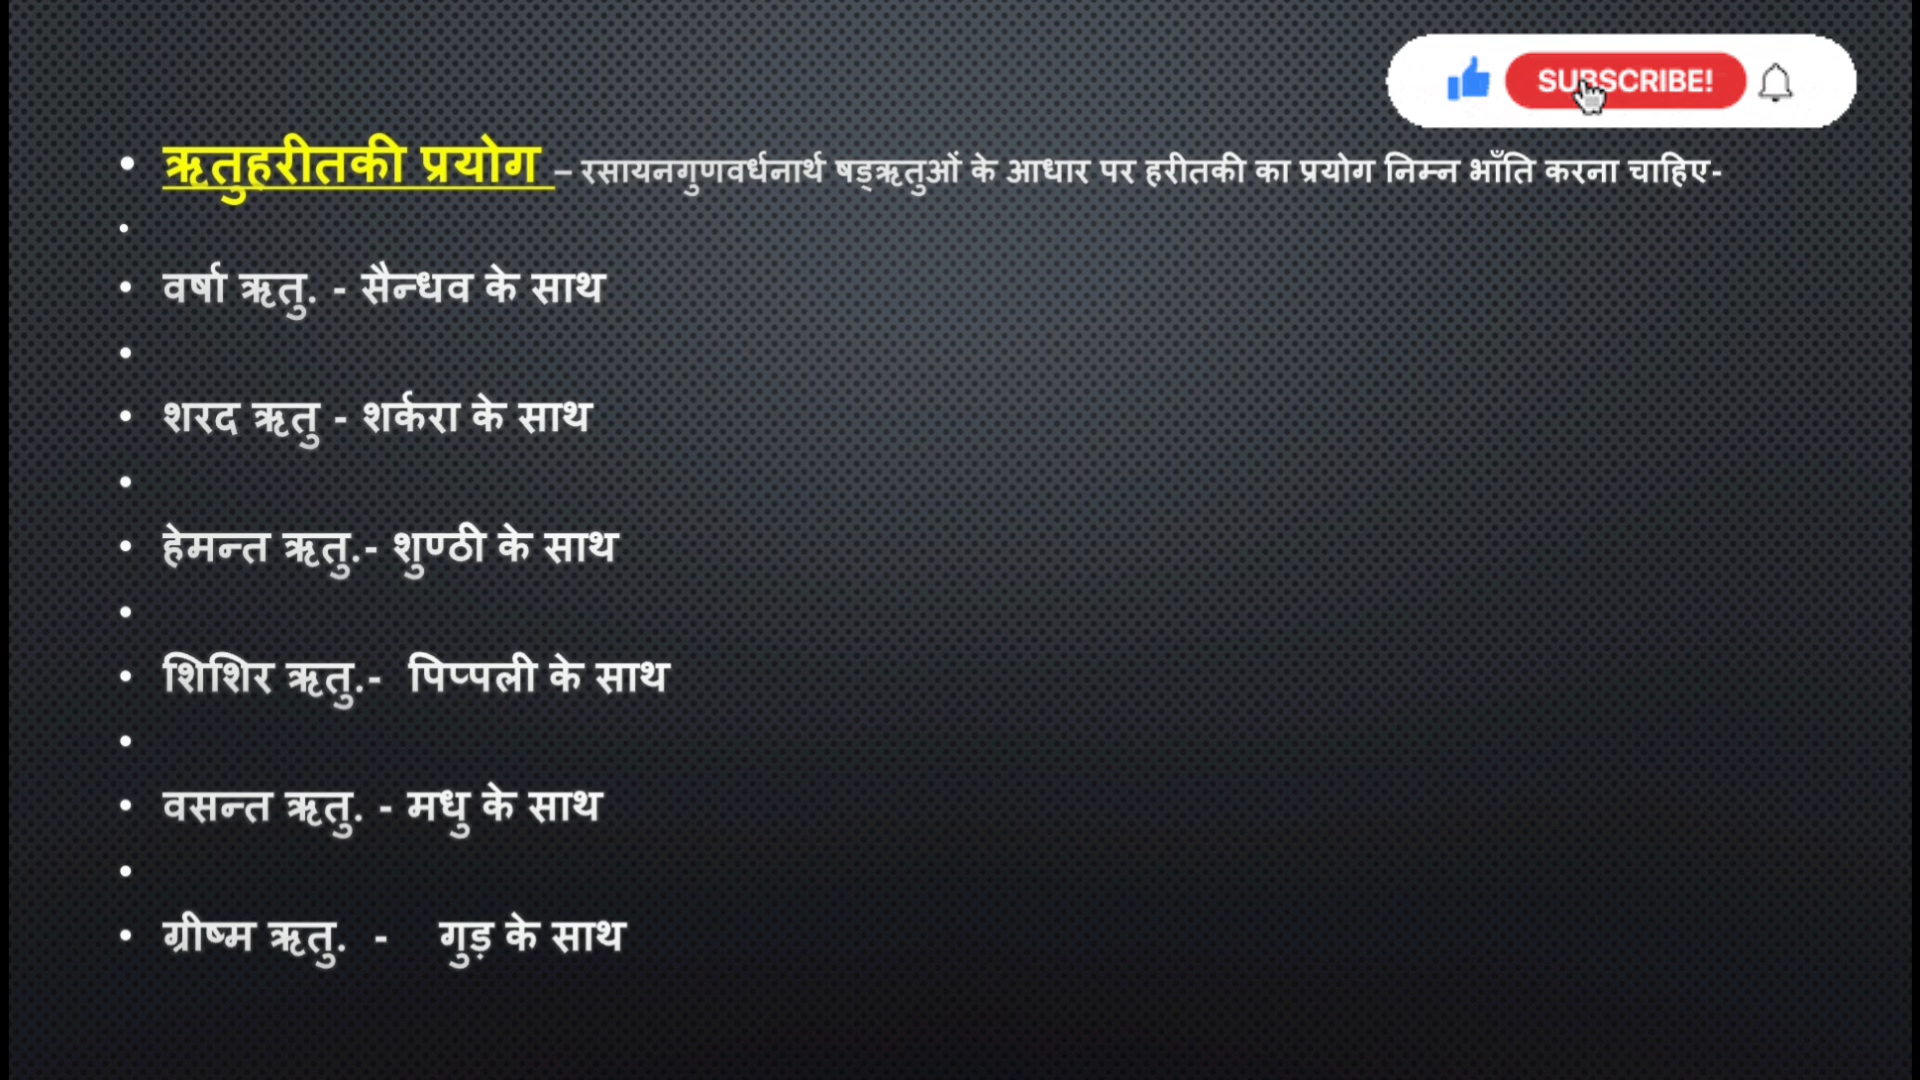 SUBSCRIBE!
• ऋतुहरीतकी प्रयोग – रसायनगुणवर्धनार्थ षड्ऋतुओं के आधार पर हरीतकी का प्रयोग निम्न भाँति करना चाहिए-
•
• वर्षा ऋतु. - सैन्धव के साथ
•
• शरद ऋतु - शर्करा के साथ
•
• हेमन्त ऋतु.- शुण्ठी के साथ
•
• शिशिर ऋतु.- पिप्पली के साथ
•
• वसन्त ऋतु. - मधु के साथ
•
• ग्रीष्म ऋतु. - गुड़ के साथ